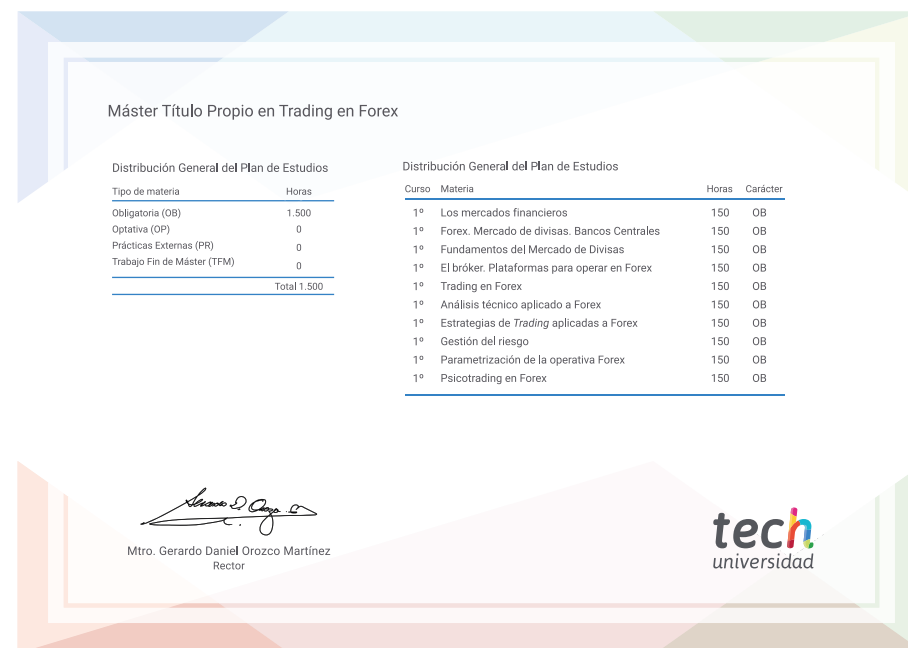 Máster Título Propio en Trading en Forex
Distribución General del Plan de Estudios
Tipo de materia Horas
Obligatoria (OB) 1.500
Optativa (OP) 0
Prácticas Externas (PR) 0
Trabajo Fin de Máster (TFM) 0
Total 1.500
Distribución General del Plan de Estudios
Curso Materia Horas Carácter
1º Los mercados financieros 150 OB
1º Forex. Mercado de divisas. Bancos Centrales 150 OB
1º Fundamentos del Mercado de Divisas 150 OB
1º El bróker. Plataformas para operar en Forex 150 OB
1º Trading en Forex 150 OB
1º Análisis técnico aplicado a Forex 150 OB
1º Estrategias de Trading aplicadas a Forex 150 OB
1º Gestión del riesgo 150 OB
1º Parametrización de la operativa Forex 150 OB
1º Psicotrading en Forex 150 OB
Mtro. Gerardo Daniel Orozco Martínez
Rector
tech
universidad